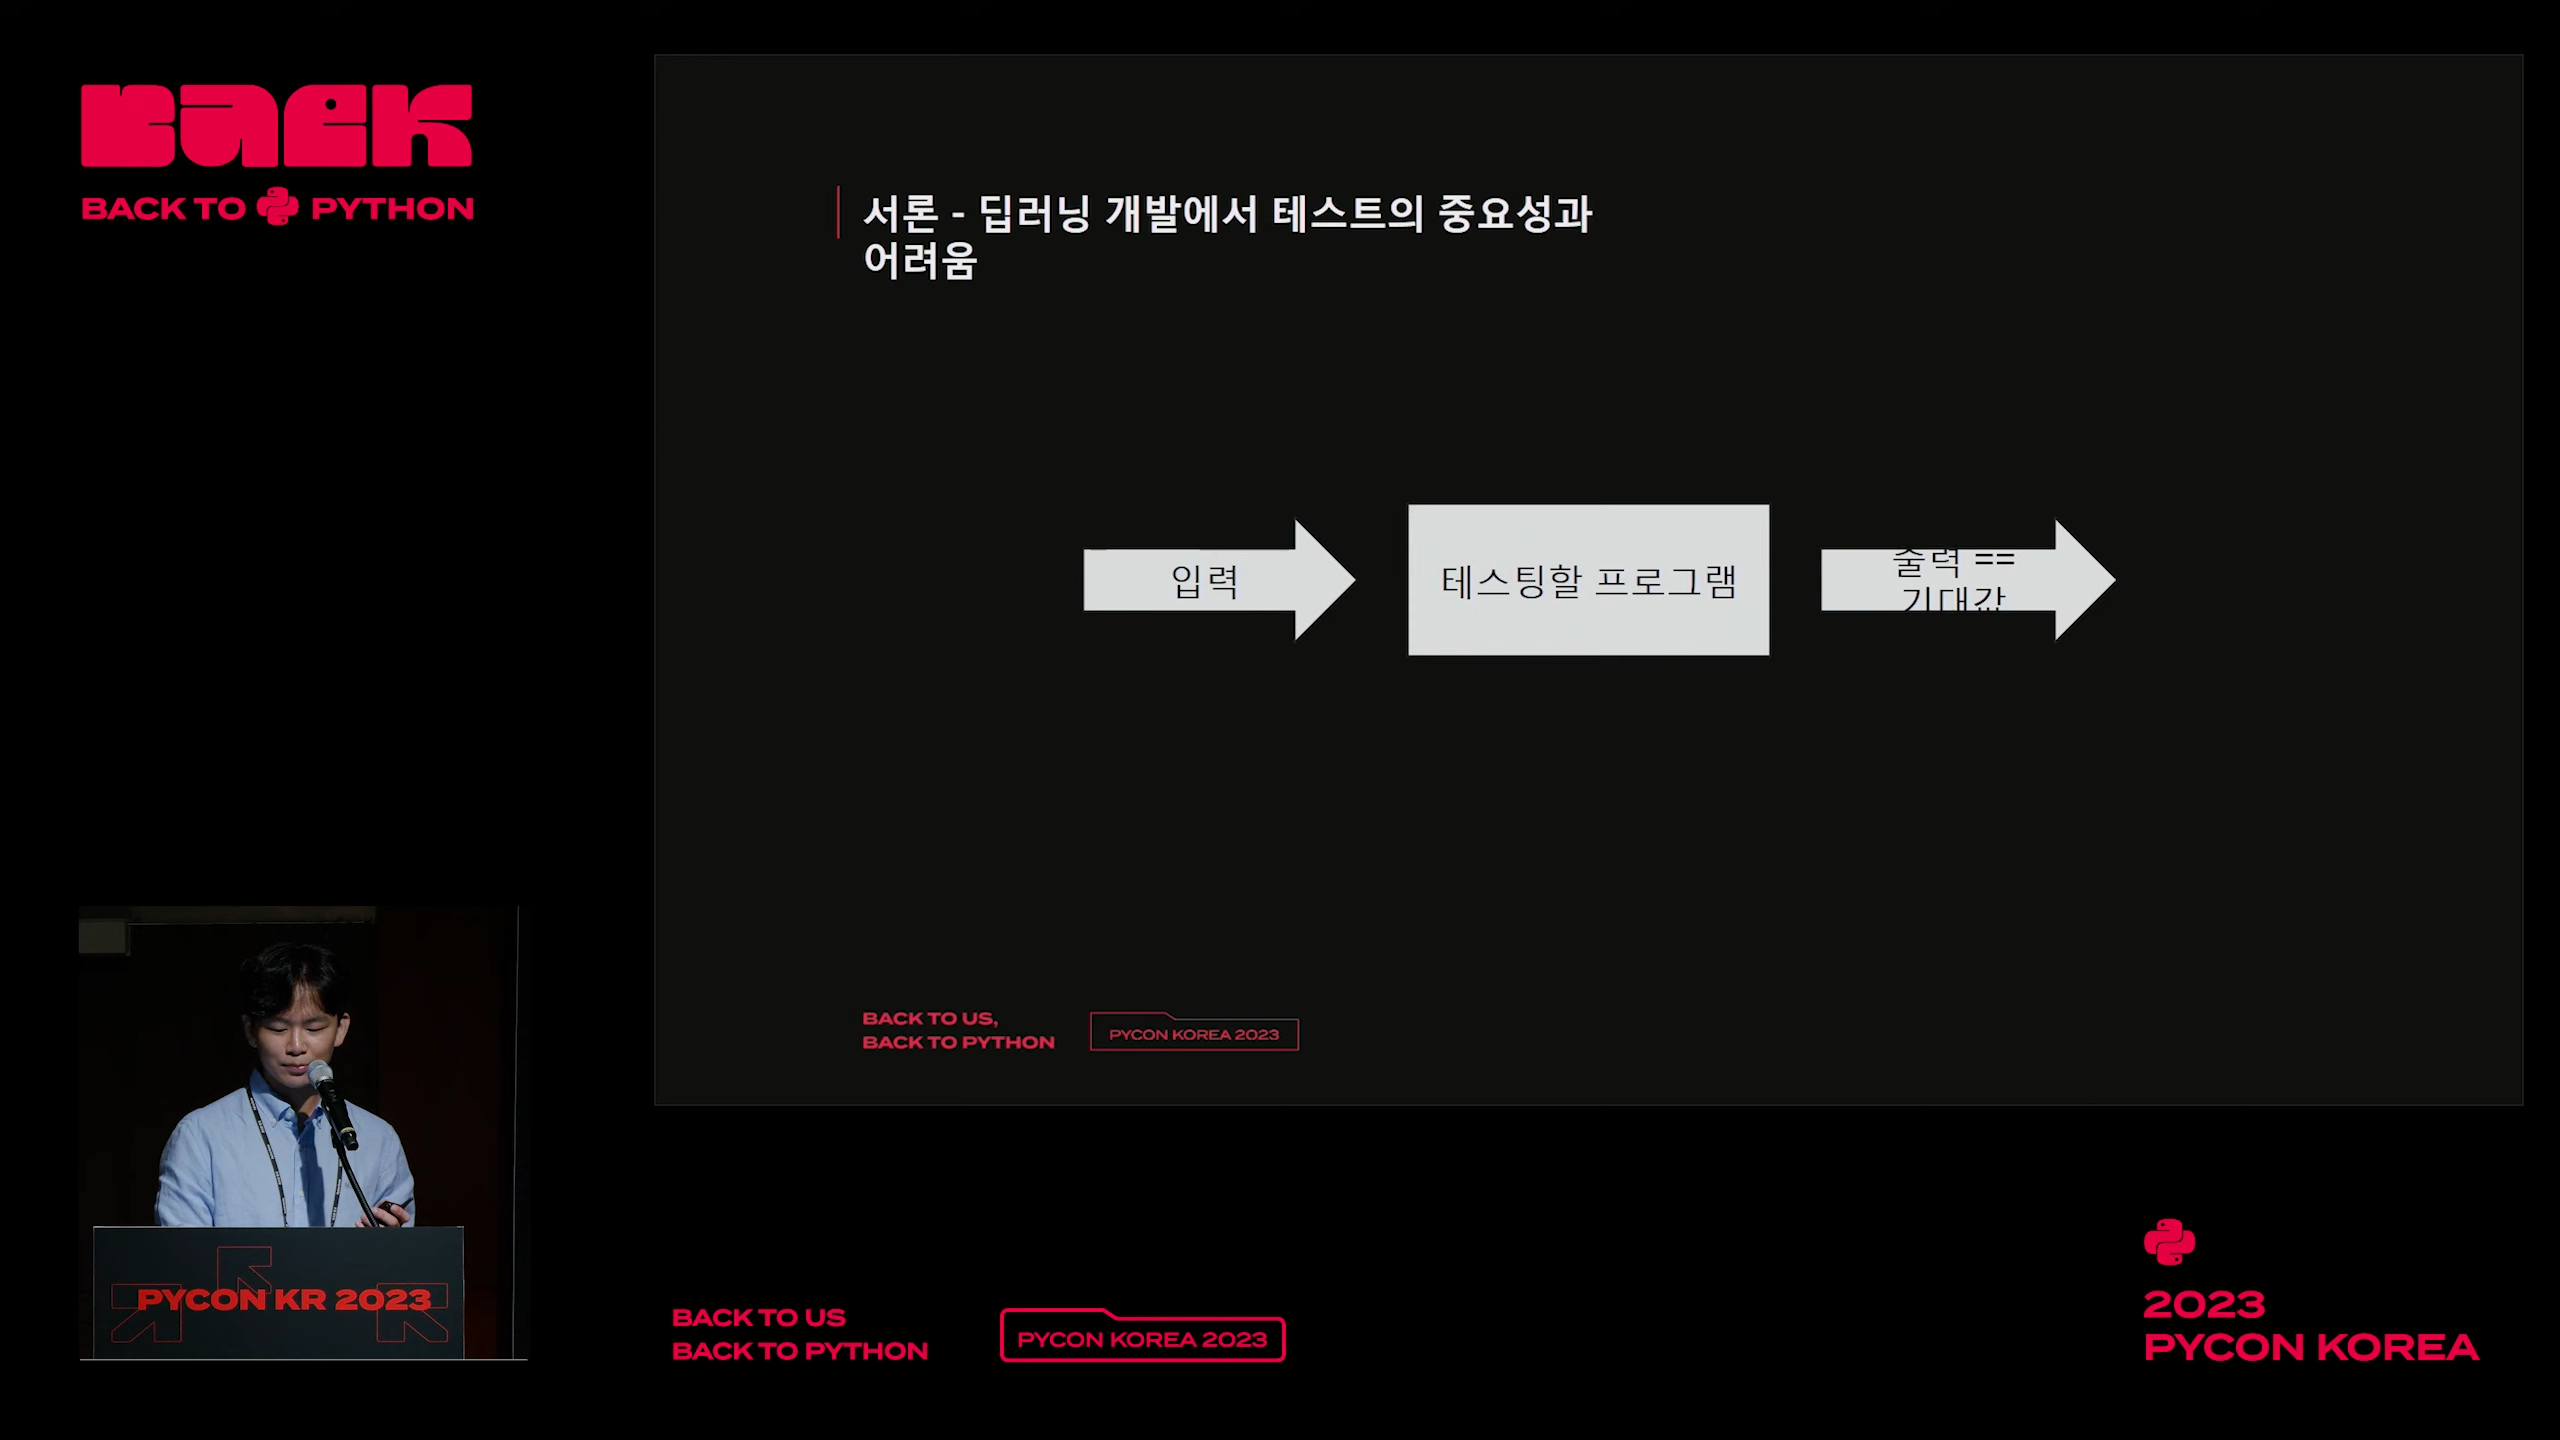 BACK
BACK TO PYTHON
서론 - 딥러닝 개발에서 테스트의 중요성과
어려움
입력
테스팅할 프로그램
출력 ==
기대값
BACK TO US,
BACK TO PYTHON
PYCON KOREA 2023
PYCON KR 2023
BACK TO US
BACK TO PYTHON
PYCON KOREA 2023
2023
PYCON KOREA